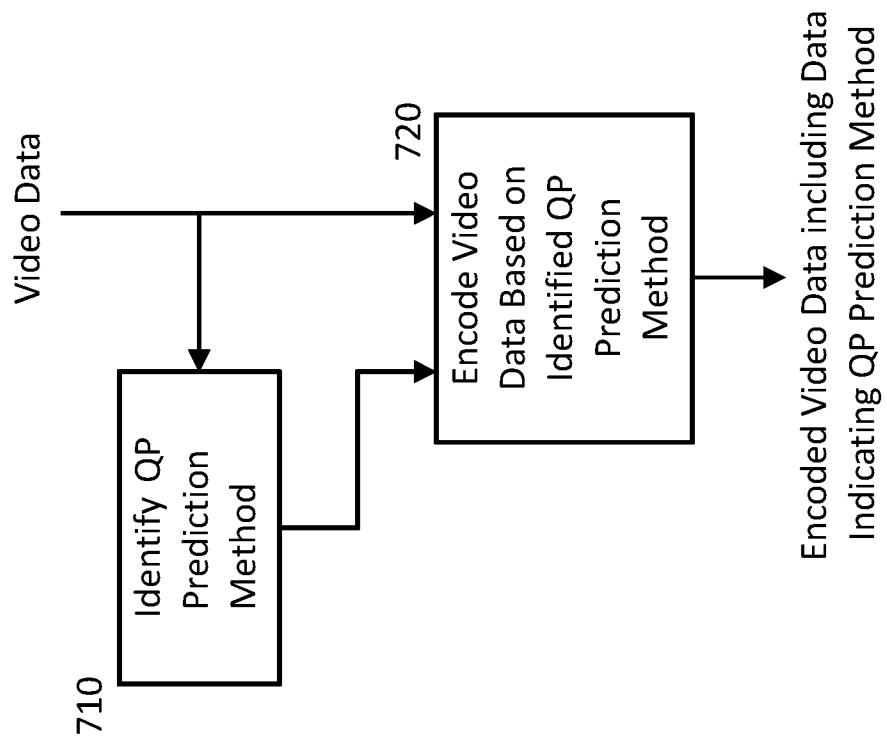 Video Data
710
Identify QP
Prediction
Method
720
Encode Video
Data Based on
Identified QP
Prediction
Method
Encoded Video Data including Data
Indicating QP Prediction Method